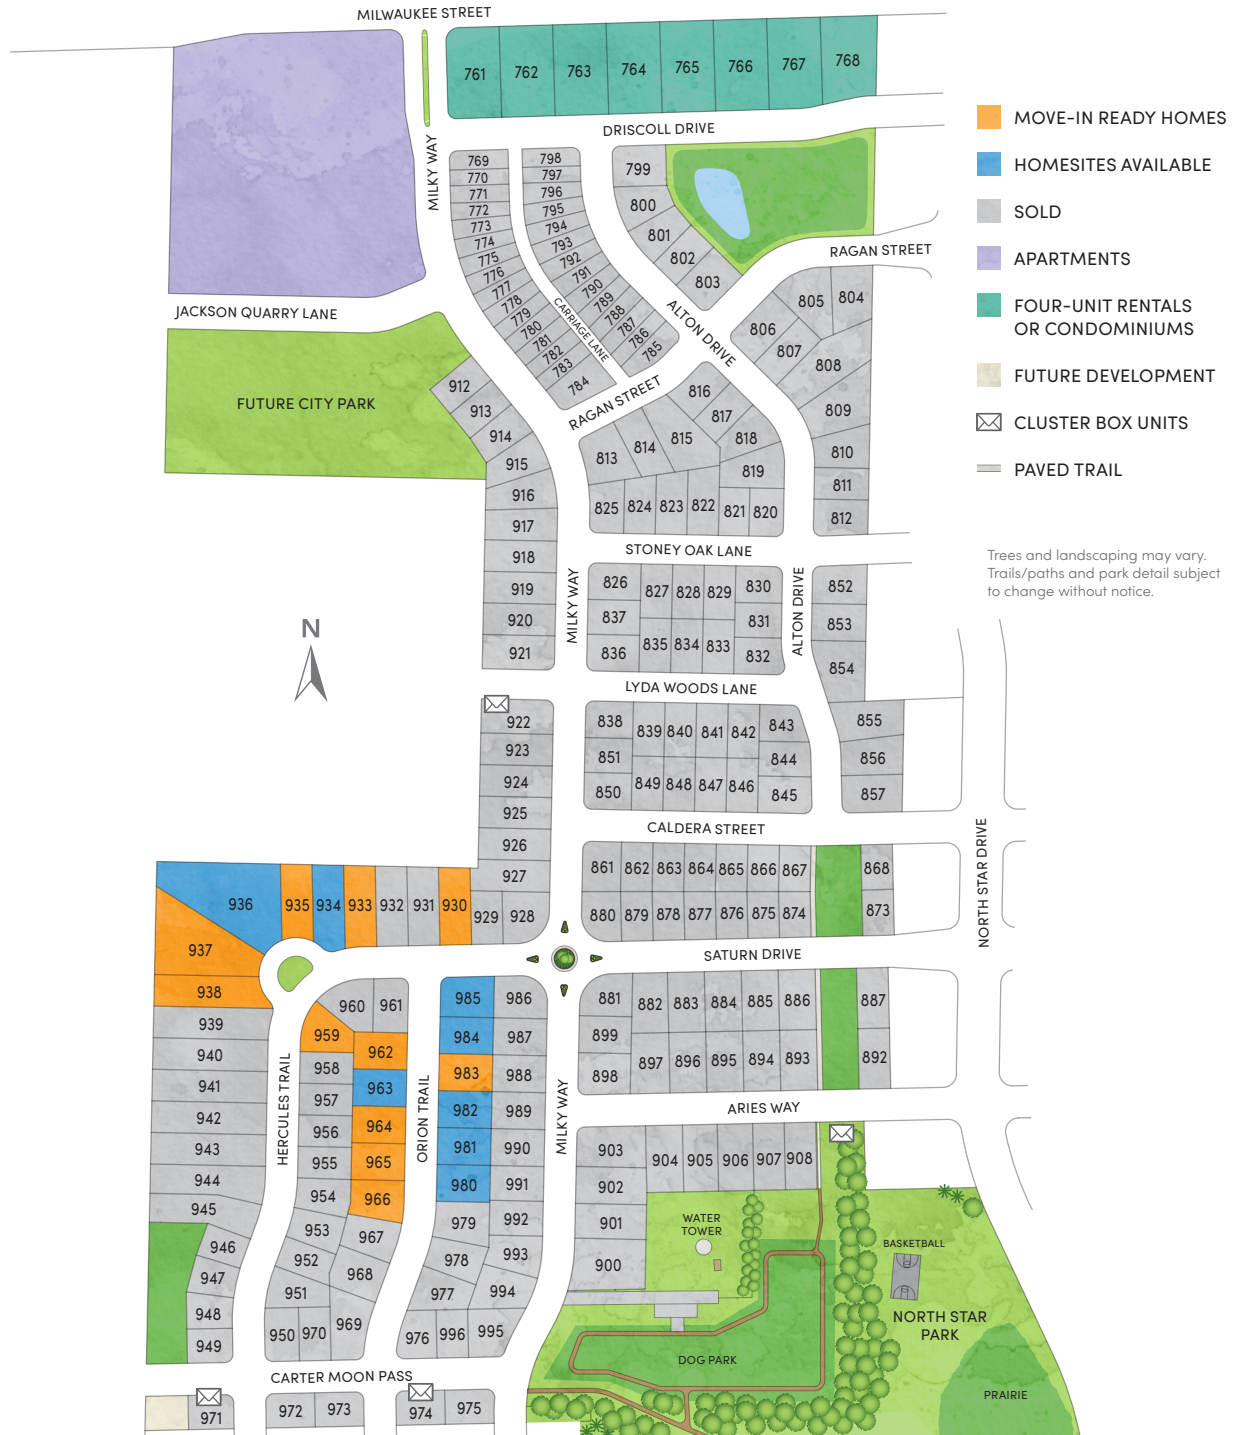 MILWAUKEE STREET
761 762 763 764 765 766 767 768
DRISCOLL DRIVE
MILKY WAY
MOVE-IN READY HOMES
HOMESITES AVAILABLE
SOLD
APARTMENTS
FOUR-UNIT RENTALS
OR CONDOMINIUMS
FUTURE DEVELOPMENT
CLUSTER BOX UNITS
PAVED TRAIL
Trees and landscaping may vary.
Trails/paths and park detail subject
to change without notice.
769
770
771
772
773
774
775
776
777
778
779
780
781
782
783
784
798
797
796
795
794
793
792
791
790
789
788
787
786
785
CARRIAGE LANE
799
800
801
802
803
RAGAN STREET
ALTON DRIVE
804
805
806
807
808
809
810
811
812
JACKSON QUARRY LANE
FUTURE CITY PARK
RAGAN STREET
816
817
818
815
814
813
819
825 824 823 822 821 820
912
913
914
915
916
917
918
919
920
921
STONEY OAK LANE
MILKY WAY
ALTON DRIVE
826 827 828 829 830
837 831
836 835 834 833 832
852
853
854
N
LYDA WOODS LANE
838 839 840 841 842 843
851 844
850 849 848 847 846 845
855
856
857
922
923
924
925
926
927
CALDERA STREET
NORTH STAR DRIVE
861 862 863 864 865 866 867 868
880 879 878 877 876 875 874 873
936 935 934 933 932 931 930 929 928
937
938
939
940
941
942
943
944
945
946
947
948
949
SATURN DRIVE
881 882 883 884 885 886 887
899
898 897 896 895 894 893 892
HERCULES TRAIL
960 961
959
958
957
956
955
954
953
952
951
950 970 969
962
963
964
965
966
967
968
ORION TRAIL
985 986
984 987
983 988
982 989
981 990
980 991
979 992
978 993
977 994
976 996 995
MILKY WAY
ARIES WAY
903 904 905 906 907 908
902
901
900
WATER
TOWER
BASKETBALL
NORTH STAR
PARK
DOG PARK
PRAIRIE
CARTER MOON PASS
971 972 973 974 975